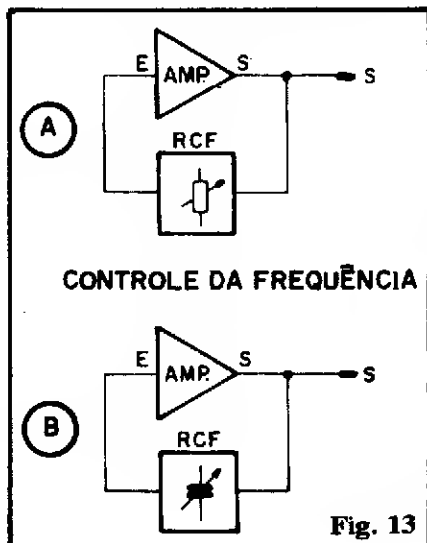 E AMP. S S
A
RCF
CONTROLE DA FREQUÊNCIA
E AMP. S S
B
RCF
Fig. 13